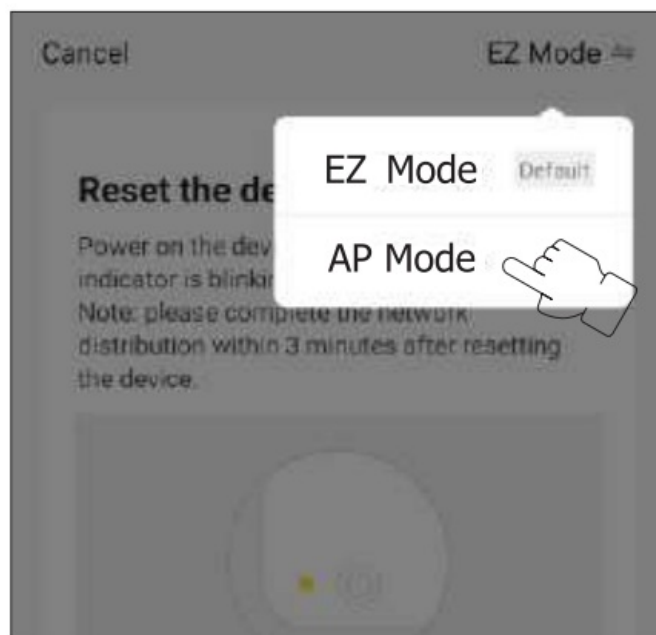 Cancel
EZ Mode ⇋
EZ Mode Default
AP Mode
Reset the de
Power on the dev
indicator is blinkin
Note: please complete the network
distribution within 3 minutes after resetting
the device.